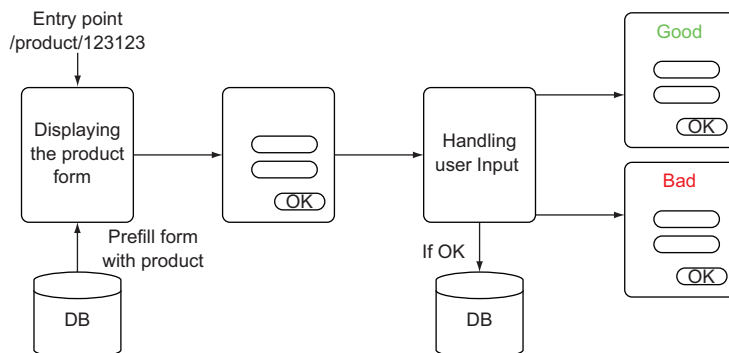 Entry point
/product/123123
Displaying
the product
form
Prefill form
with product
DB
OK
Handling
user Input
If OK
DB
Good
OK
Bad
OK